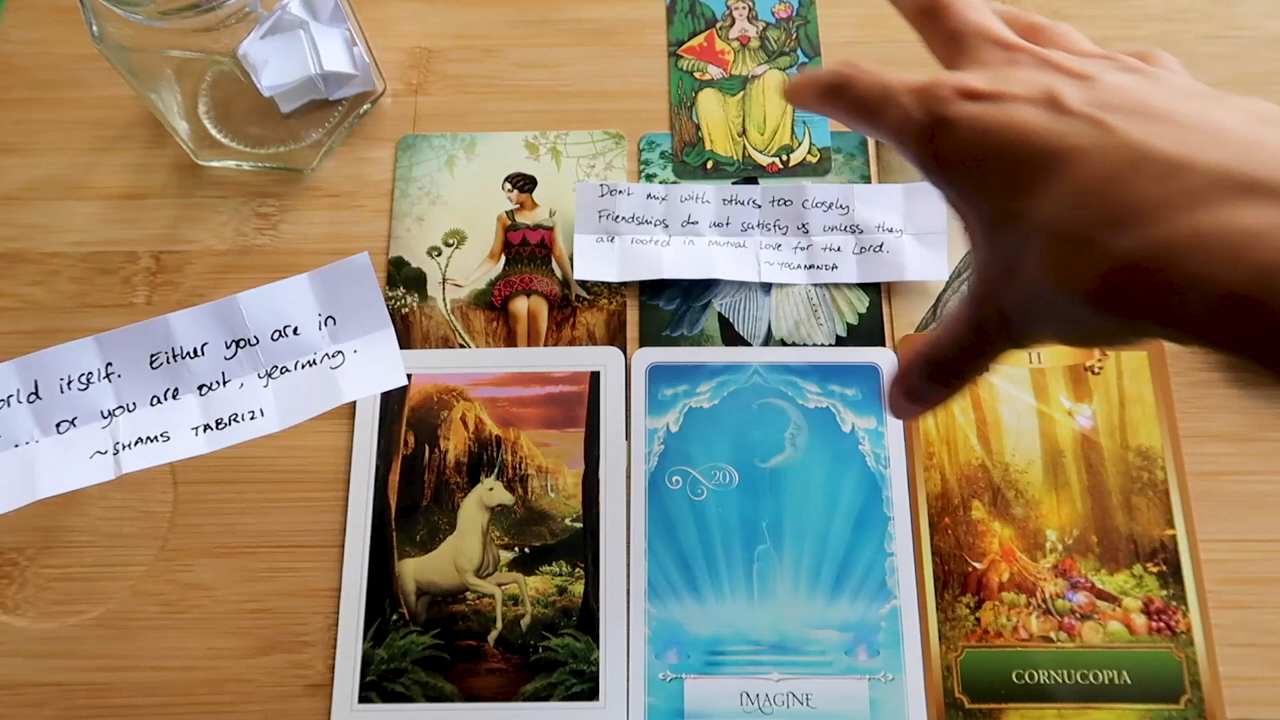 Don't mix with others too closely.
Friendships do not satisfy us unless they
are rooted in mutual love for the Lord.
~YOGANANDA
itself. Either you are in
... Or you are out, yearning.
~SHAMS TABRIZI
II
20
IMAGINE
CORNUCOPIA